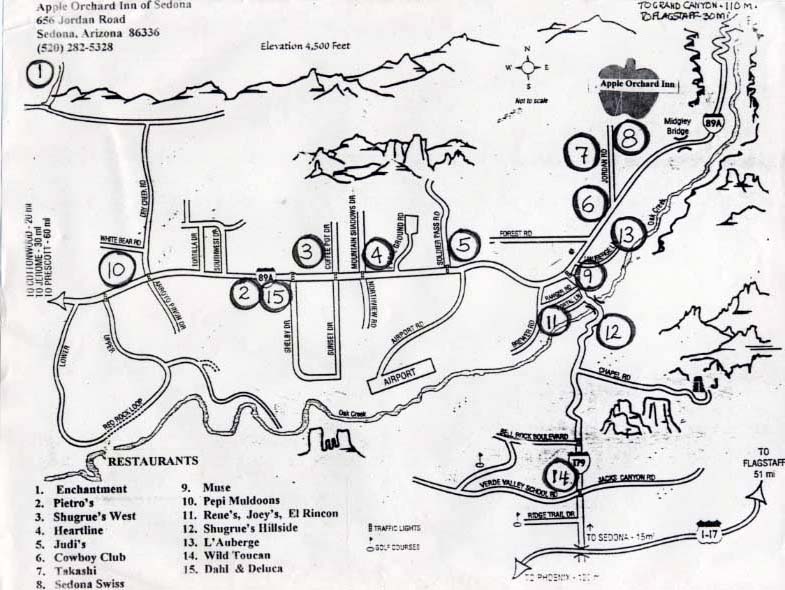 Apple Orchard Inn of Sedona
656 Jordan Road
Sedona, Arizona 86336
(520) 282-5328
Elevation 4,500 Feet
TO GRAND CANYON - 110 M.
TO FLAGSTAFF 30 MI
N
W
E
S
Not to scale
Apple Orchard Inn
Midgley
Bridge
89A
1
7
8
JORDAN RD
6
Oak Creek
13
DRY CREEK RD
WHITE BEAR RD
10
TO COTTONWOOD - 20 mi
TO JEROME - 30 mi
TO PRESCOTT - 60 mi
ARROYO PINON DR
89A
2
15
3
COFFEE POT DR
MOUNTAIN SHADOWS DR
4
GROUND RD
SOLDIER PASS RD
5
FOREST RD
9
RANGER RD
11
BREWER RD
12
SHELBY DR
SUNSET DR
NORTHVIEW RD
AIRPORT RD
AIRPORT
CHAPEL RD
LOWER
UPPER
RED ROCK LOOP
Oak Creek
BELL ROCK BOULEVARD
179
14
VERDE VALLEY SCHOOL RD
JACKS CANYON RD
RIDGE TRAIL DR
TO SEDONA - 15mi
TO
FLAGSTAFF
51 mi
I-17
TO PHOENIX -
TRAFFIC LIGHTS
GOLF COURSES
RESTAURANTS
1. Enchantment
2. Pietro's
3. Shugrue's West
4. Heartline
5. Judi's
6. Cowboy Club
7. Takashi
8. Sedona Swiss
9. Muse
10. Pepi Muldoons
11. Rene's, Joey's, El Rincon
12. Shugrue's Hillside
13. L'Auberge
14. Wild Toucan
15. Dahl & Deluca